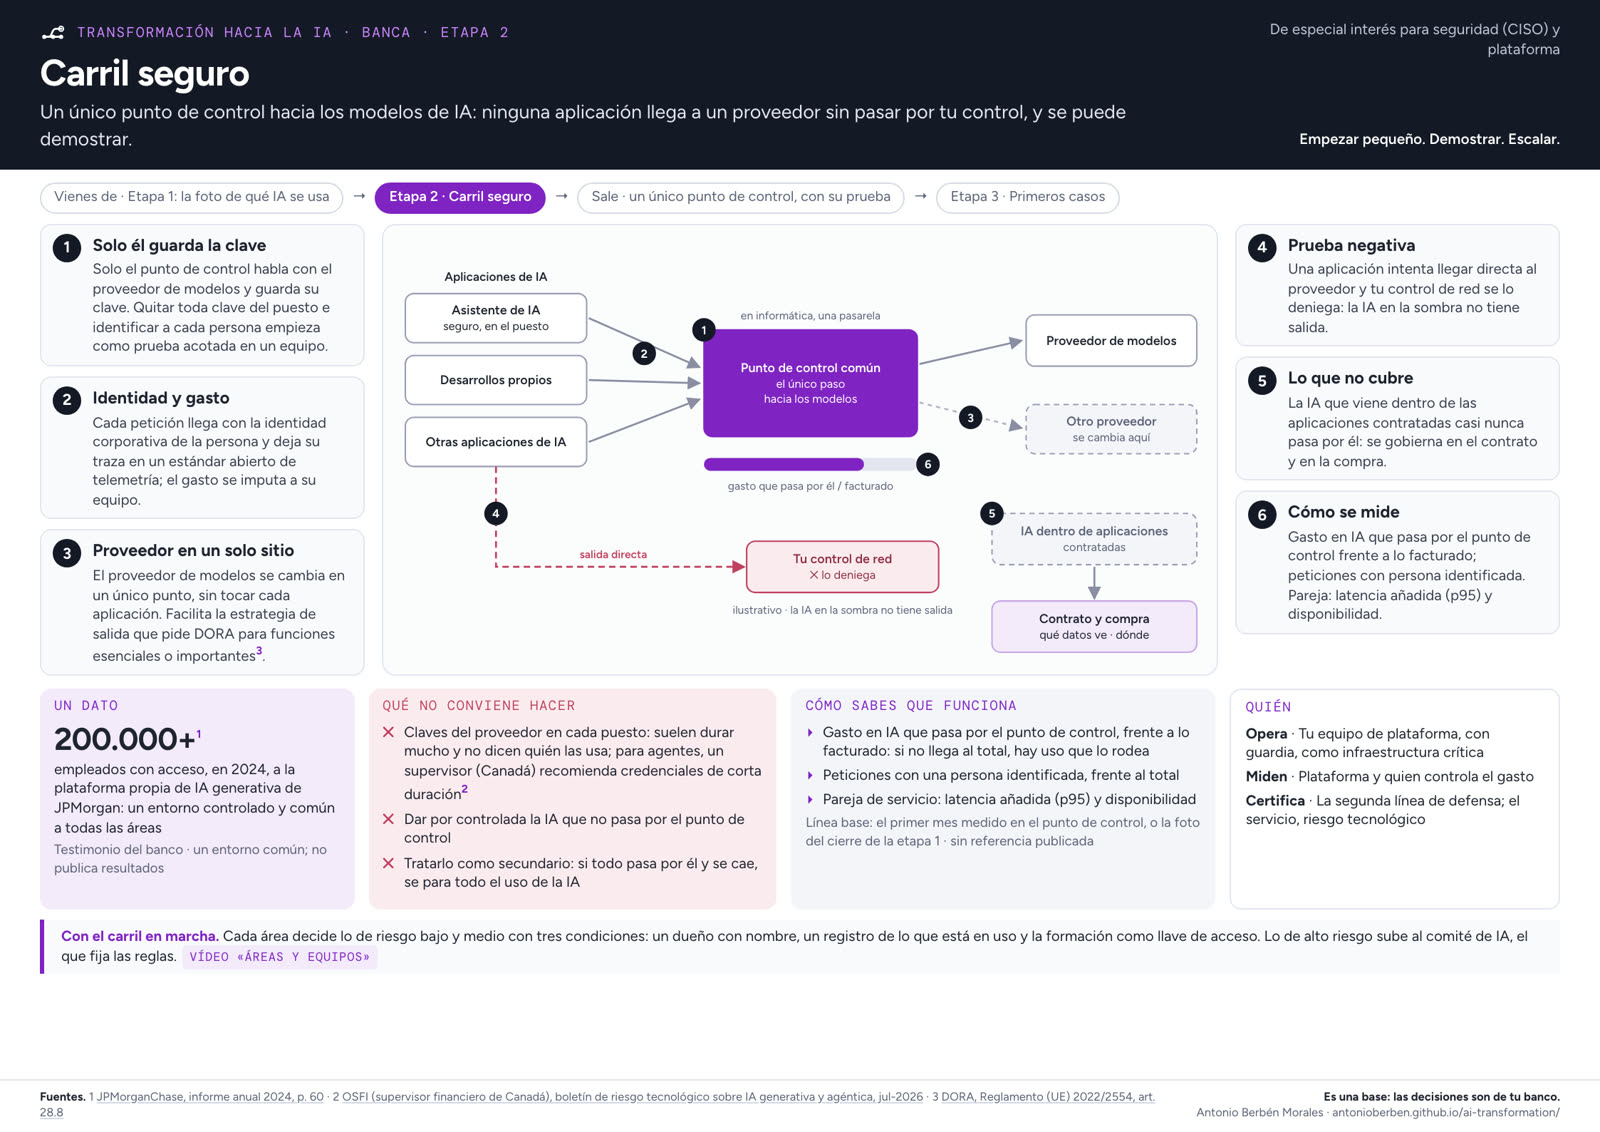 TRANSFORMACIÓN HACIA LA IA · BANCA · ETAPA 2
De especial interés para seguridad (CISO) y
plataforma
Carril seguro
Un único punto de control hacia los modelos de IA: ninguna aplicación llega a un proveedor sin pasar por tu control, y se puede
demostrar.
Empezar pequeño. Demostrar. Escalar.
Vienes de · Etapa 1: la foto de qué IA se usa → Etapa 2 · Carril seguro → Sale · un único punto de control, con su prueba → Etapa 3 · Primeros casos
1 Solo él guarda la clave
Solo el punto de control habla con el
proveedor de modelos y guarda su
clave. Quitar toda clave del puesto e
identificar a cada persona empieza
como prueba acotada en un equipo.
2 Identidad y gasto
Cada petición llega con la identidad
corporativa de la persona y deja su
traza en un estándar abierto de
telemetría; el gasto se imputa a su
equipo.
3 Proveedor en un solo sitio
El proveedor de modelos se cambia en
un único punto, sin tocar cada
aplicación. Facilita la estrategia de
salida que pide DORA para funciones
esenciales o importantes3.
Aplicaciones de IA
Asistente de IA
seguro, en el puesto
Desarrollos propios
Otras aplicaciones de IA
2
1
en informática, una pasarela
Punto de control común
el único paso
hacia los modelos
6
gasto que pasa por él / facturado
Proveedor de modelos
3
Otro proveedor
se cambia aquí
4
salida directa
Tu control de red
× lo deniega
ilustrativo · la IA en la sombra no tiene salida
5
IA dentro de aplicaciones
contratadas
Contrato y compra
qué datos ve · dónde
4 Prueba negativa
Una aplicación intenta llegar directa al
proveedor y tu control de red se lo
deniega: la IA en la sombra no tiene
salida.
5 Lo que no cubre
La IA que viene dentro de las
aplicaciones contratadas casi nunca
pasa por él: se gobierna en el contrato
y en la compra.
6 Cómo se mide
Gasto en IA que pasa por el punto de
control frente a lo facturado;
peticiones con persona identificada.
Pareja: latencia añadida (p95) y
disponibilidad.
UN DATO
200.000+1
empleados con acceso, en 2024, a la
plataforma propia de IA generativa de
JPMorgan: un entorno controlado y común
a todas las áreas
Testimonio del banco · un entorno común; no
publica resultados
QUÉ NO CONVIENE HACER
× Claves del proveedor en cada puesto: suelen durar
mucho y no dicen quién las usa; para agentes, un
supervisor (Canadá) recomienda credenciales de corta
duración2
× Dar por controlada la IA que no pasa por el punto de
control
× Tratarlo como secundario: si todo pasa por él y se cae,
se para todo el uso de la IA
CÓMO SABES QUE FUNCIONA
Gasto en IA que pasa por el punto de control, frente a lo
facturado: si no llega al total, hay uso que lo rodea
Peticiones con una persona identificada, frente al total
Pareja de servicio: latencia añadida (p95) y disponibilidad
Línea base: el primer mes medido en el punto de control, o la foto
del cierre de la etapa 1 · sin referencia publicada
QUIÉN
Opera · Tu equipo de plataforma, con
guardia, como infraestructura crítica
Miden · Plataforma y quien controla el gasto
Certifica · La segunda línea de defensa; el
servicio, riesgo tecnológico
Con el carril en marcha. Cada área decide lo de riesgo bajo y medio con tres condiciones: un dueño con nombre, un registro de lo que está en uso y la formación como llave de acceso. Lo de alto riesgo sube al comité de IA, el
que fija las reglas. VÍDEO «ÁREAS Y EQUIPOS»
Fuentes. 1 JPMorganChase, informe anual 2024, p. 60 · 2 OSFI (supervisor financiero de Canadá), boletín de riesgo tecnológico sobre IA generativa y agéntica, jul-2026 · 3 DORA, Reglamento (UE) 2022/2554, art.
28.8
Es una base: las decisiones son de tu banco.
Antonio Berbén Morales · antonioberben.github.io/ai-transformation/